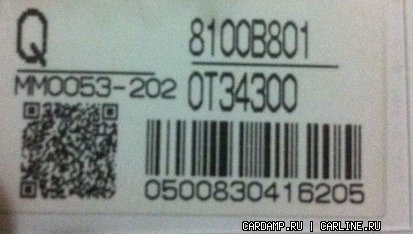 Q 8100B801
MM0053-202 0T34300
0500830416205
CARDAMP.RU | CARLINE.RU